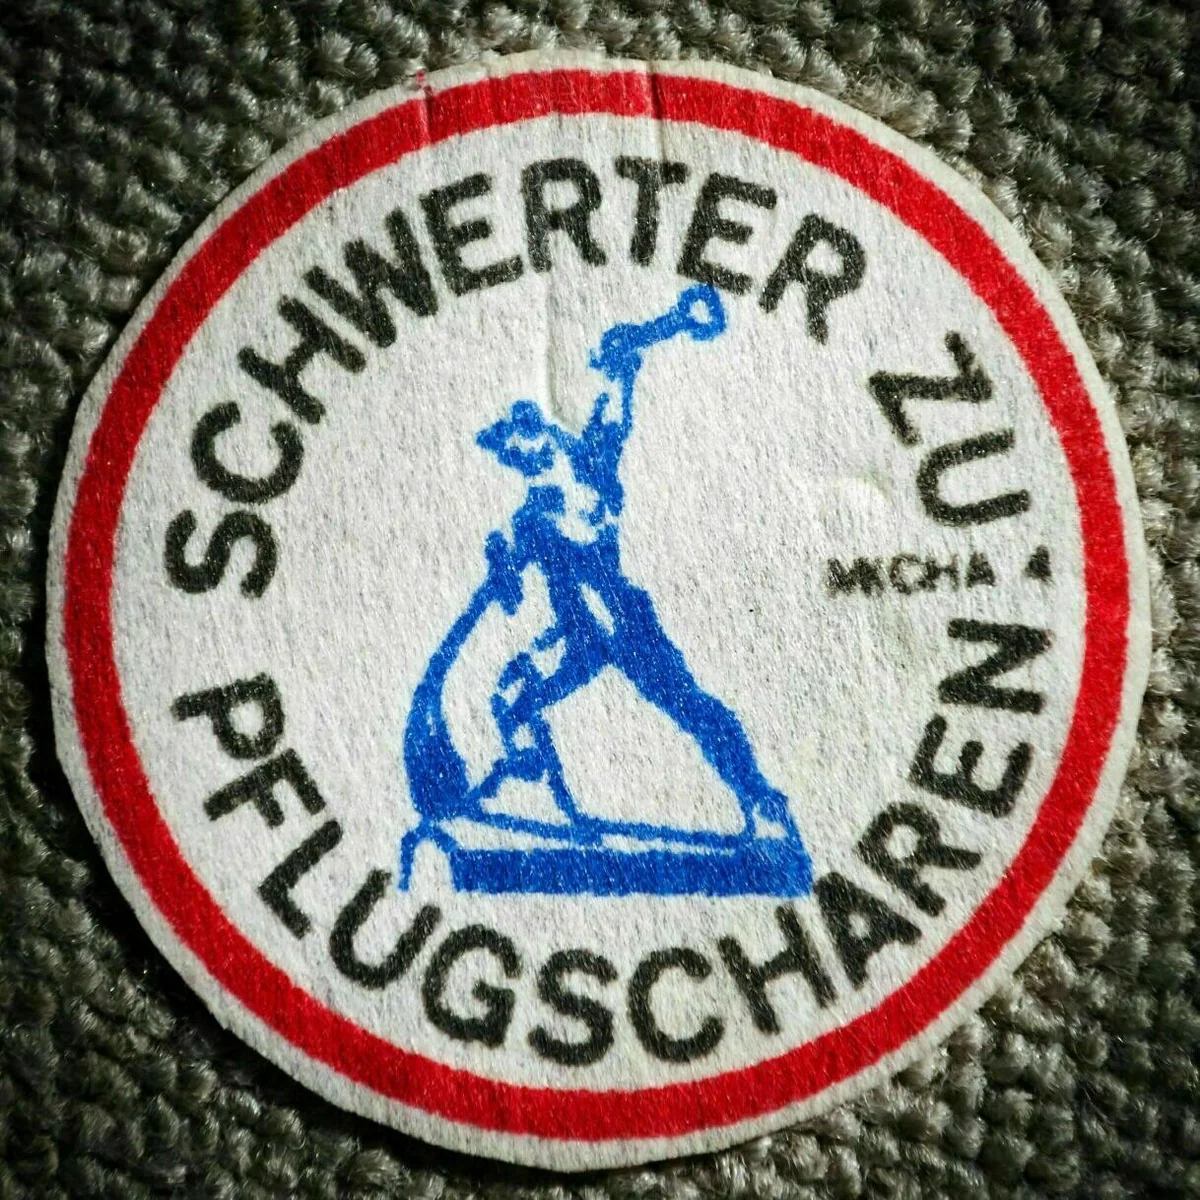 SCHWERTER ZU
PFLUGSCHAREN
MICHA 4